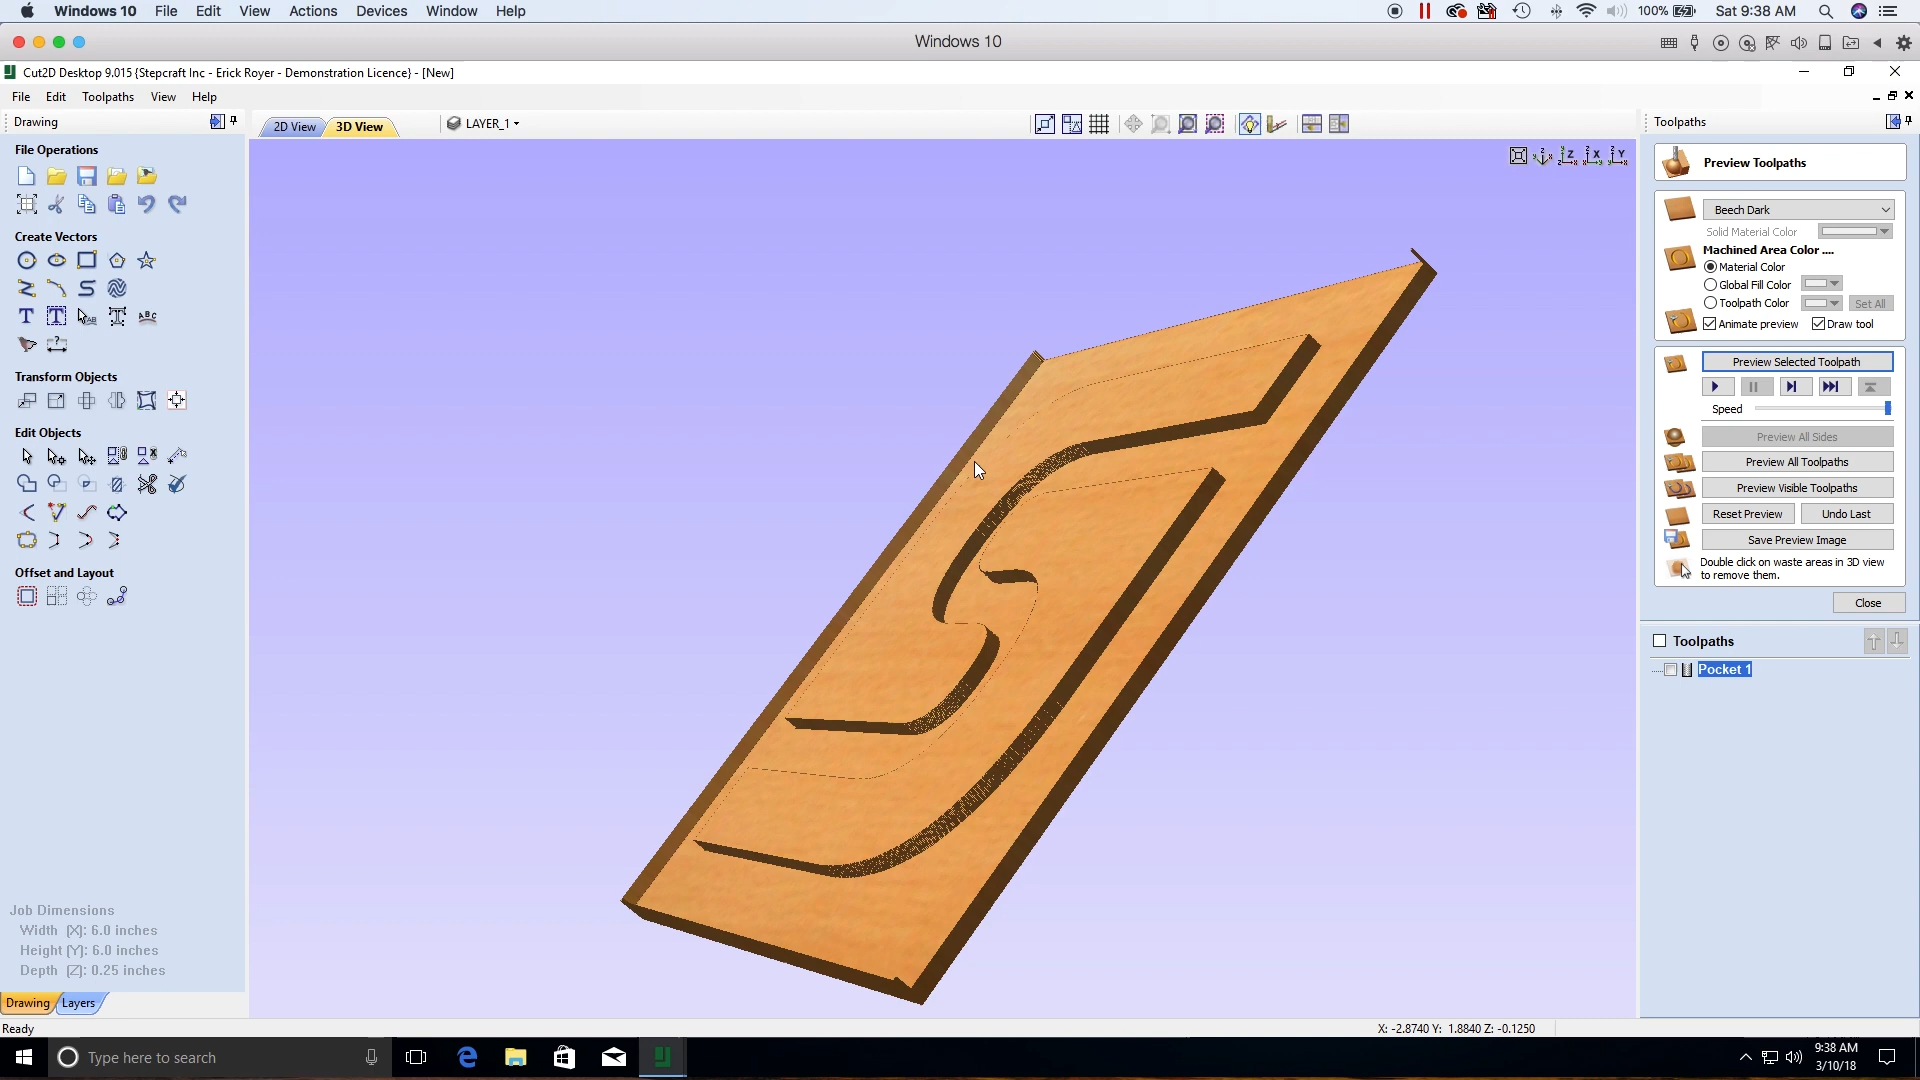 Windows 10 File Edit View Actions Devices Window Help 100% Sat 9:38 AM
Windows 10
Cut2D Desktop 9.015 {Stepcraft Inc - Erick Royer - Demonstration Licence} - [New]
File Edit Toolpaths View Help
Drawing
2D View 3D View LAYER_1
Toolpaths
File Operations
Create Vectors
Transform Objects
Edit Objects
Offset and Layout
Job Dimensions
Width (X): 6.0 inches
Height (Y): 6.0 inches
Depth (Z): 0.25 inches
Drawing Layers
Preview Toolpaths
Beech Dark
Solid Material Color
Machined Area Color ....
Material Color
Global Fill Color
Toolpath Color Set All
Animate preview Draw tool
Preview Selected Toolpath
Speed
Preview All Sides
Preview All Toolpaths
Preview Visible Toolpaths
Reset Preview Undo Last
Save Preview Image
Double click on waste areas in 3D view
to remove them.
Close
Toolpaths
Pocket 1
Ready X: -2.8740 Y: 1.8840 Z: -0.1250
Type here to search
9:38 AM
3/10/18